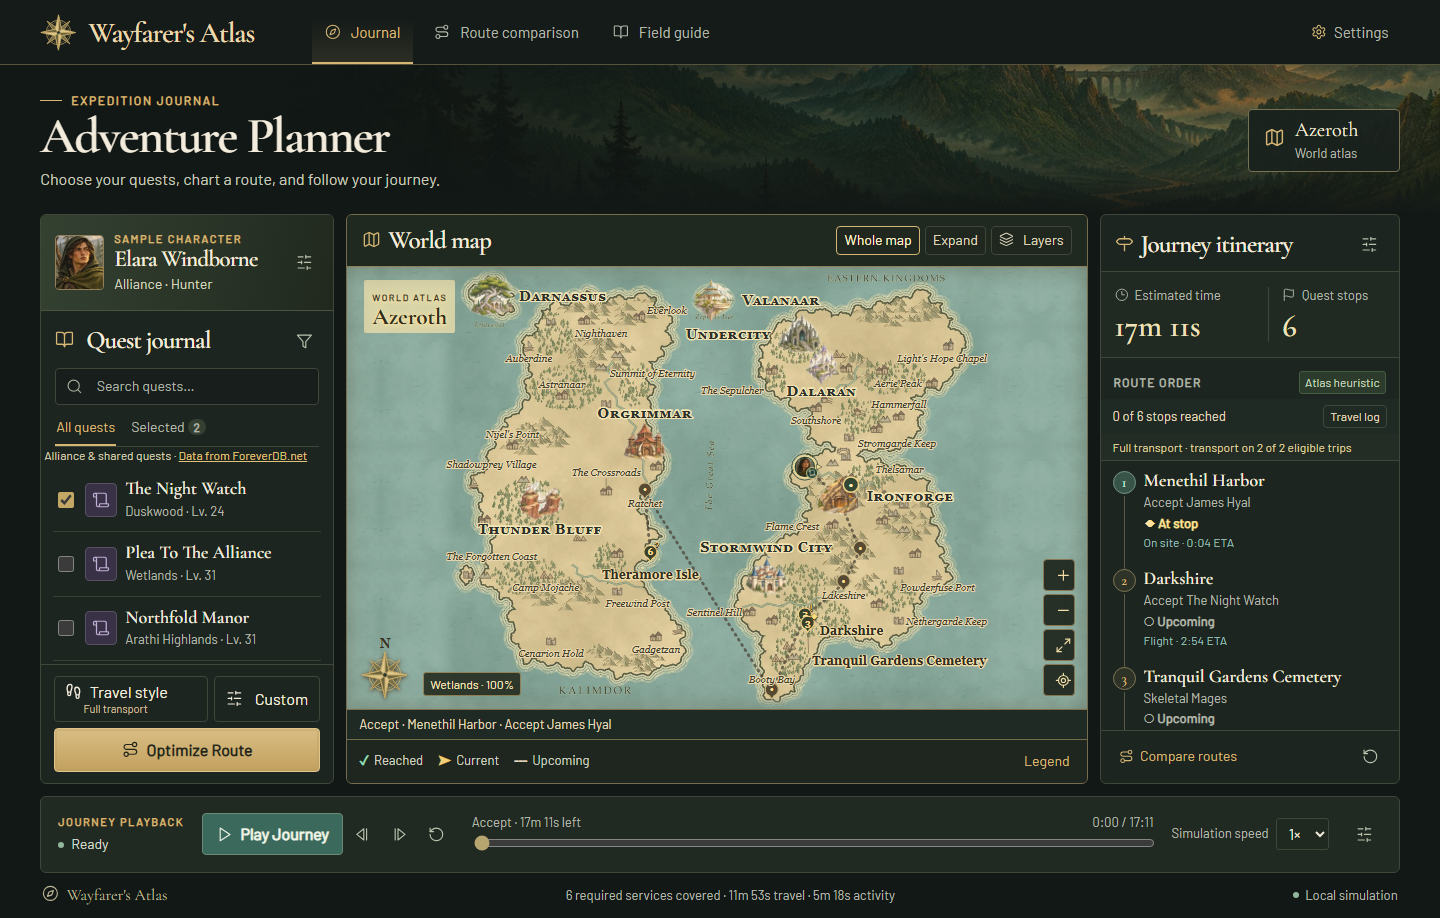 Wayfarer's Atlas
Journal
Route comparison
Field guide
Settings
EXPEDITION JOURNAL
Adventure Planner
Choose your quests, chart a route, and follow your journey.
Azeroth
World atlas
SAMPLE CHARACTER
Elara Windborne
Alliance · Hunter
Quest journal
Search quests...
All quests
Selected 2
Alliance & shared quests · Data from ForeverDB.net
The Night Watch
Duskwood · Lv. 24
Plea To The Alliance
Wetlands · Lv. 31
Northfold Manor
Arathi Highlands · Lv. 31
Travel style
Full transport
Custom
Optimize Route
World map
Whole map
Expand
Layers
WORLD ATLAS
Azeroth
EASTERN KINGDOMS
DARNASSUS
VALANAAR
Everlook
Nighthaven
UNDERCITY
Auberdine
Light's Hope Chapel
Summit of Eternity
Astranaar
The Sepulcher
DALARAN
Aerie Peak
Hammerfall
ORGRIMMAR
Southshore
Nijel's Point
Stromgarde Keep
The Great Sea
Shadowprey Village
The Crossroads
Thelsamar
IRONFORGE
Ratchet
THUNDER BLUFF
Flame Crest
STORMWIND CITY
6
The Forgotten Coast
Theramore Isle
Camp Mojache
Powderfuse Port
Lakeshire
Freewind Post
Sentinel Hill
2
3
Nethergarde Keep
Darkshire
N
Cenarion Hold
Gadgetzan
Tranquil Gardens Cemetery
Booty Bay
Wetlands · 100%
KALIMDOR
Accept · Menethil Harbor · Accept James Hyal
Reached
Current
Upcoming
Legend
Journey itinerary
Estimated time
17m 11s
Quest stops
6
ROUTE ORDER
Atlas heuristic
0 of 6 stops reached
Travel log
Full transport · transport on 2 of 2 eligible trips
1
Menethil Harbor
Accept James Hyal
At stop
On site · 0:04 ETA
2
Darkshire
Accept The Night Watch
Upcoming
Flight · 2:54 ETA
3
Tranquil Gardens Cemetery
Skeletal Mages
Upcoming
Compare routes
JOURNEY PLAYBACK
Ready
Play Journey
Accept · 17m 11s left
0:00 / 17:11
Simulation speed
1×
Wayfarer's Atlas
6 required services covered · 11m 53s travel · 5m 18s activity
Local simulation